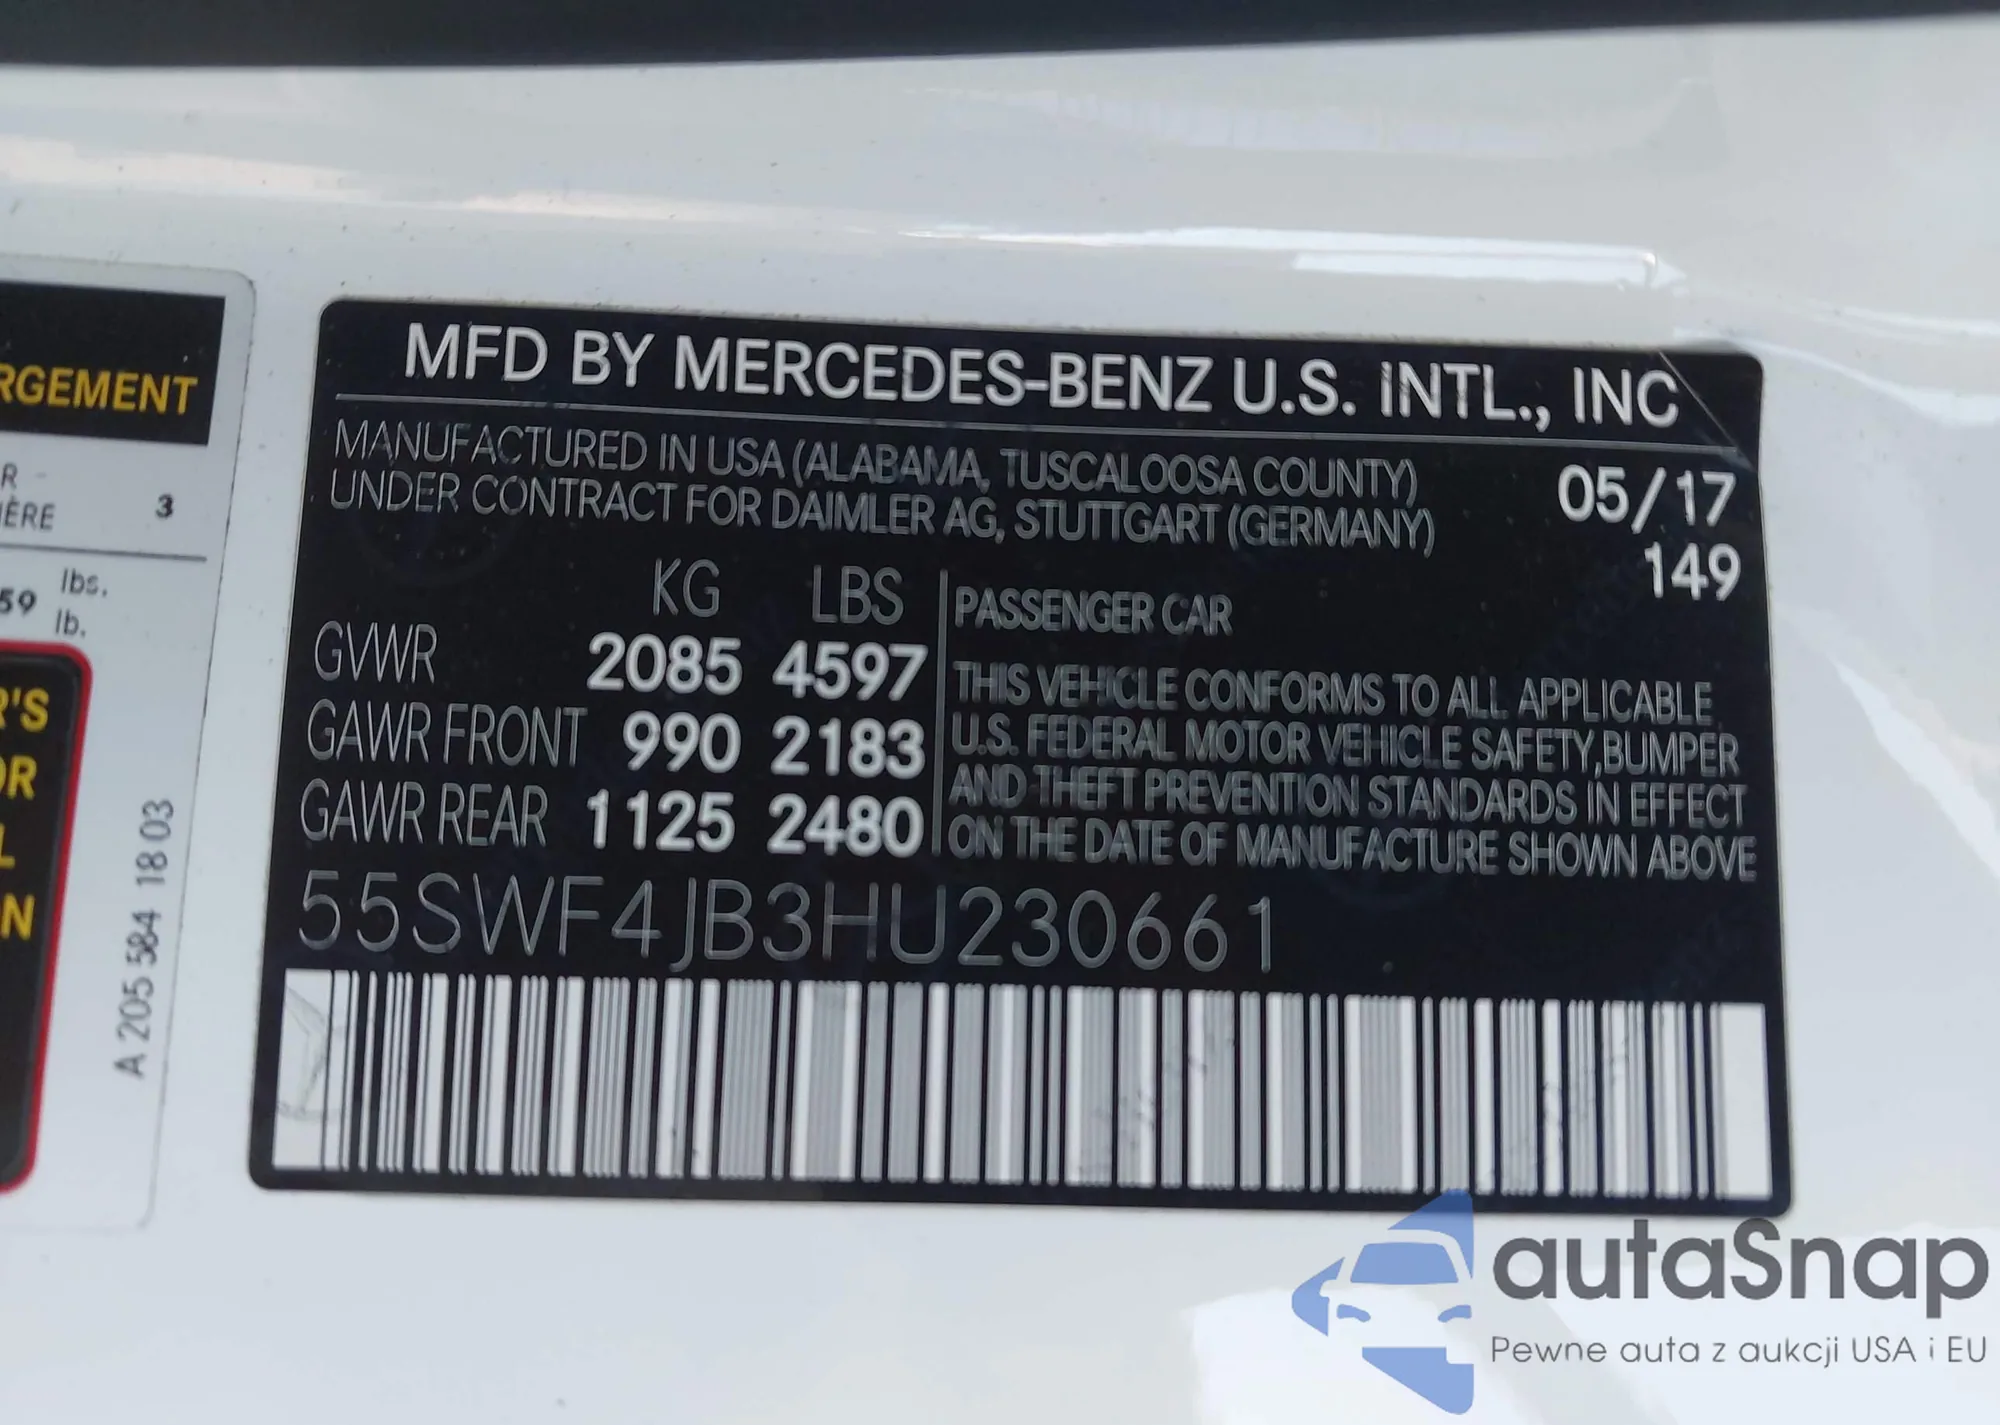 RGEMENT
R
IÈRE 3
59 lbs.
lb.
R'S
OR
L
N
A 205 584 18 03
MFD BY MERCEDES-BENZ U.S. INTL., INC
MANUFACTURED IN USA (ALABAMA, TUSCALOOSA COUNTY)
UNDER CONTRACT FOR DAIMLER AG, STUTTGART (GERMANY)
05/17
149
KG LBS
GVWR 2085 4597
GAWR FRONT 990 2183
GAWR REAR 1125 2480
PASSENGER CAR
THIS VEHICLE CONFORMS TO ALL APPLICABLE
U.S. FEDERAL MOTOR VEHICLE SAFETY,BUMPER
AND THEFT PREVENTION STANDARDS IN EFFECT
ON THE DATE OF MANUFACTURE SHOWN ABOVE
55SWF4JB3HU230661
autaSnap
Pewne auta z aukcji USA i EU